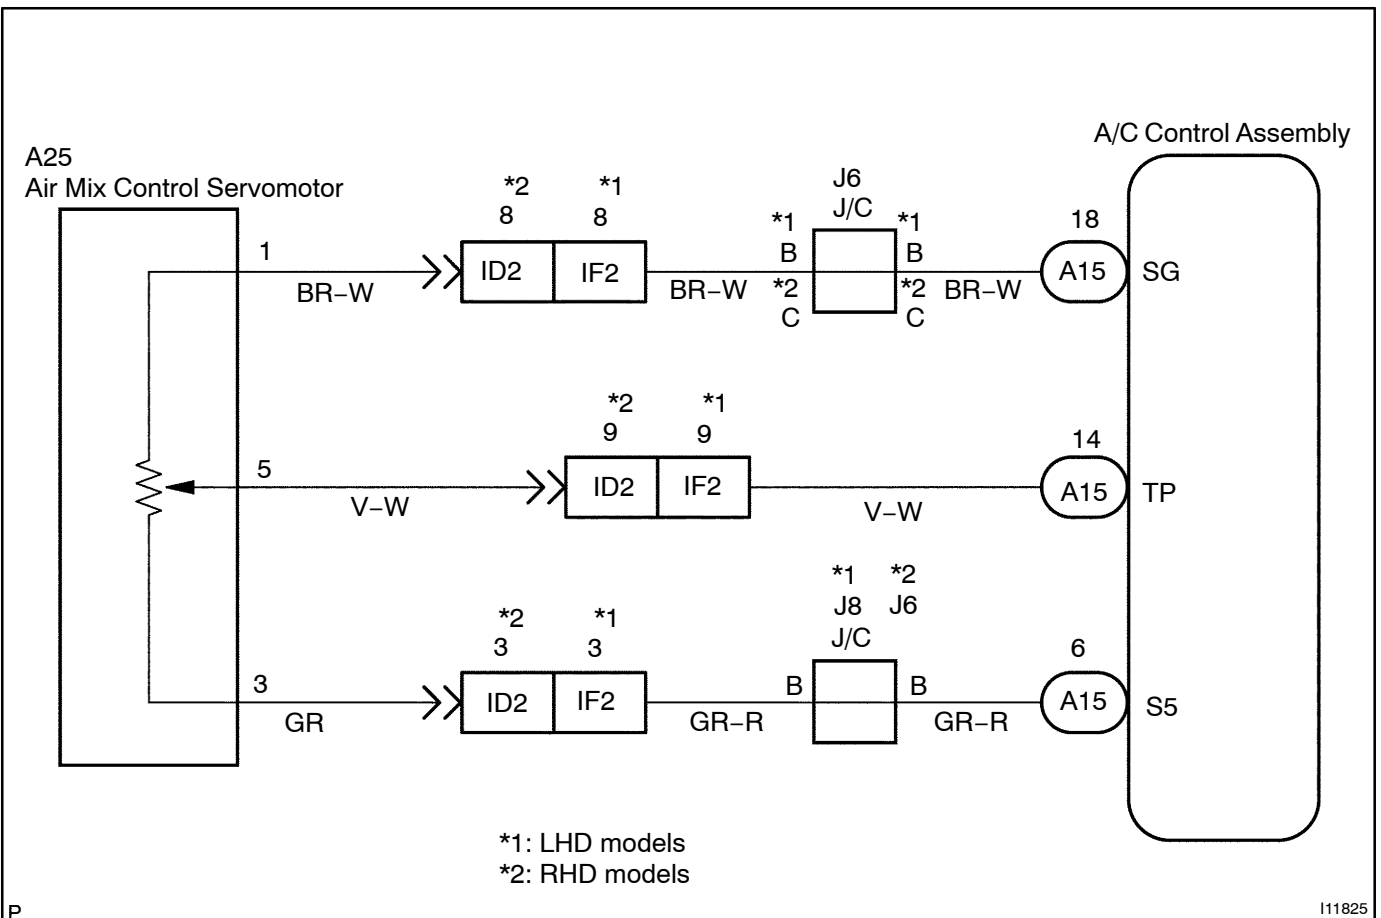 A/C Control Assembly
A25
Air Mix Control Servomotor
*2 *1
8 8
J6
J/C
*1 *1
B B
18
1
ID2 IF2
A15 SG
BR–W
BR–W
*2 *2
BR–W
C C
*2 *1
9 9
14
5
ID2 IF2
A15 TP
V–W
V–W
*1 *2
J8 J6
J/C
*2 *1
3 3
6
3
ID2 IF2
B B
A15 S5
GR
GR–R
GR–R
*1: LHD models
*2: RHD models
P
I11825